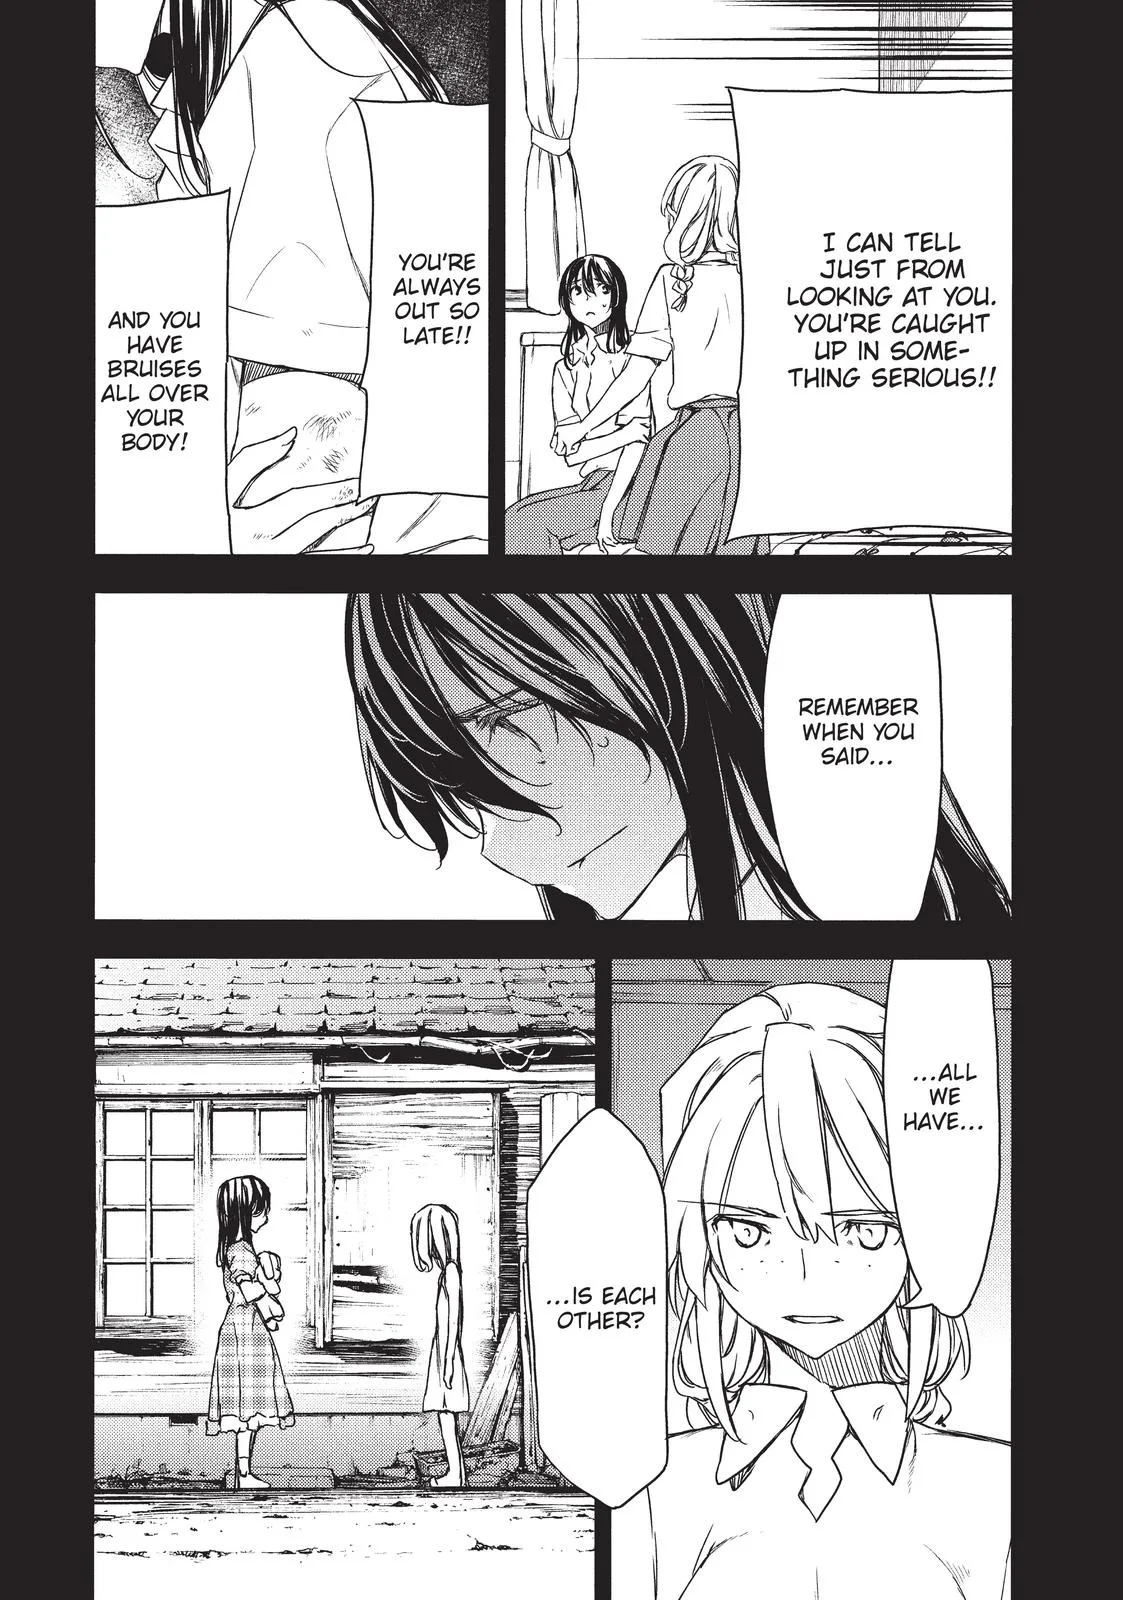 I CAN TELL
JUST FROM
LOOKING AT YOU.
YOU'RE CAUGHT
UP IN SOME-
THING SERIOUS!!
YOU'RE
ALWAYS
OUT SO
LATE!!
AND YOU
HAVE
BRUISES
ALL OVER
YOUR
BODY!
REMEMBER
WHEN YOU
SAID...
...ALL
WE
HAVE...
...IS EACH
OTHER?